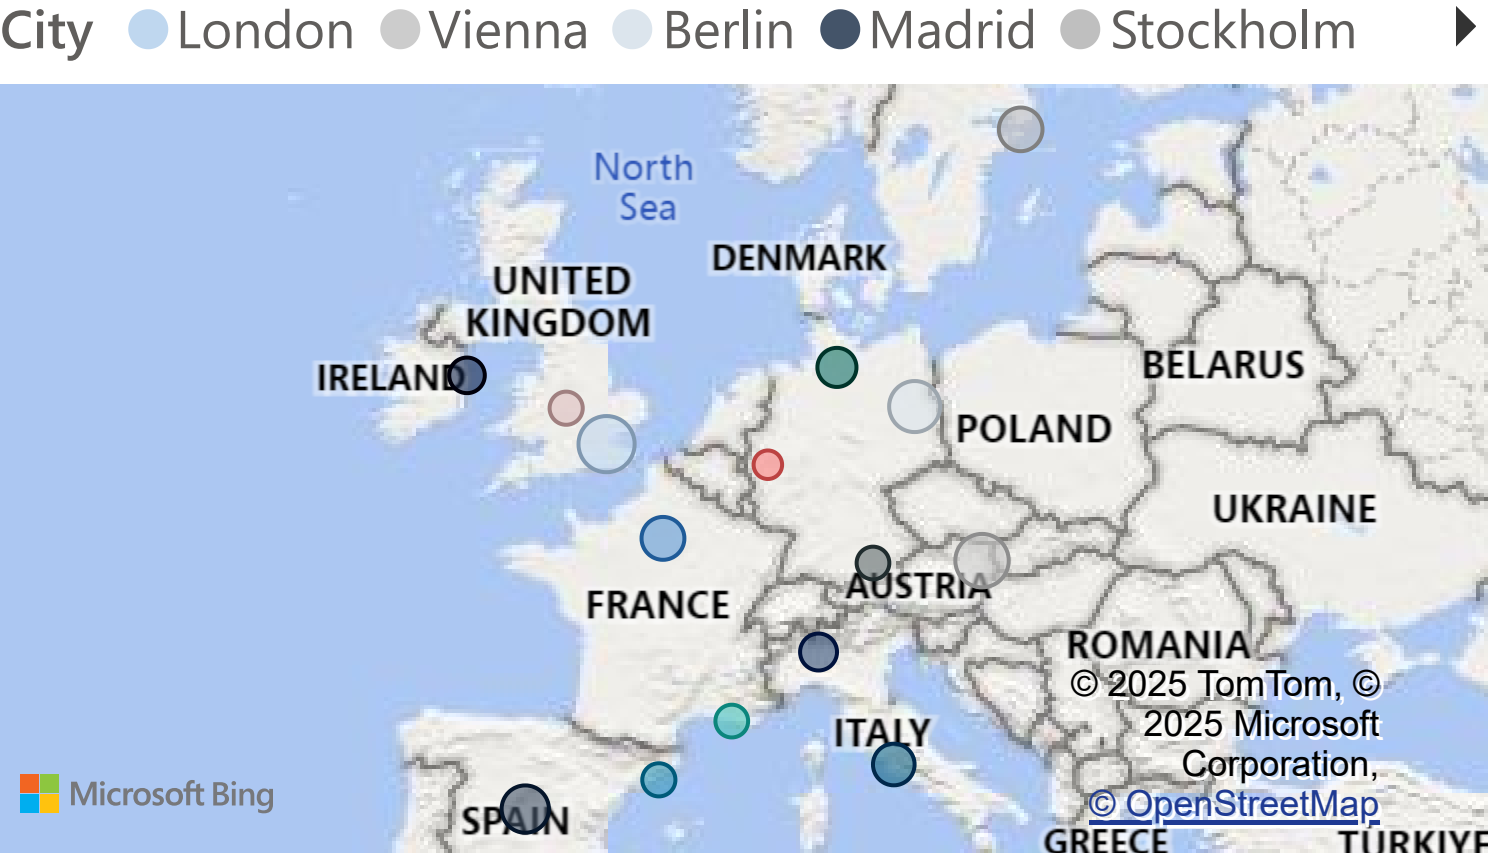 City London Vienna Berlin Madrid Stockholm
North
Sea
DENMARK
UNITED
KINGDOM
IRELAND
BELARUS
POLAND
UKRAINE
AUSTRIA
FRANCE
ROMANIA
© 2025 TomTom, ©
2025 Microsoft
Corporation,
© OpenStreetMap
ITALY
Microsoft Bing
SPAIN
GREECE
TÜRKIYE